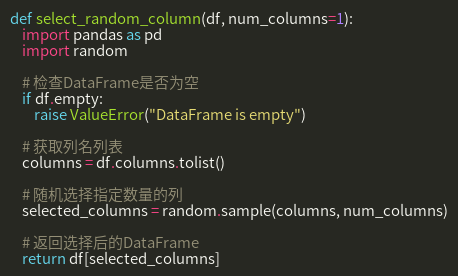 def select_random_column(df, num_columns=1):
import pandas as pd
import random
# 检查DataFrame是否为空
if df.empty:
raise ValueError("DataFrame is empty")
# 获取列名列表
columns = df.columns.tolist()
# 随机选择指定数量的列
selected_columns = random.sample(columns, num_columns)
# 返回选择后的DataFrame
return df[selected_columns]